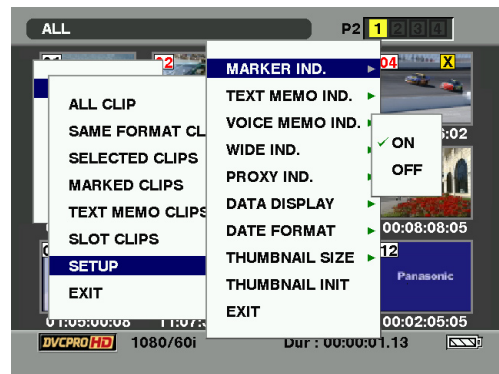 ALL P2 1 2 3 4
02
04 X
MARKER IND.
TEXT MEMO IND.
VOICE MEMO IND.
WIDE IND.
PROXY IND.
DATA DISPLAY
DATE FORMAT
THUMBNAIL SIZE
THUMBNAIL INIT
EXIT
ALL CLIP
SAME FORMAT CL
SELECTED CLIPS
MARKED CLIPS
TEXT MEMO CLIPS
SLOT CLIPS
SETUP
EXIT
✓ ON
OFF
:02
00:08:08:05
12
Panasonic
01:05:00:08
11:07:
00:02:05:05
DVCPRO HD 1080/60i Dur : 00:00:01.13